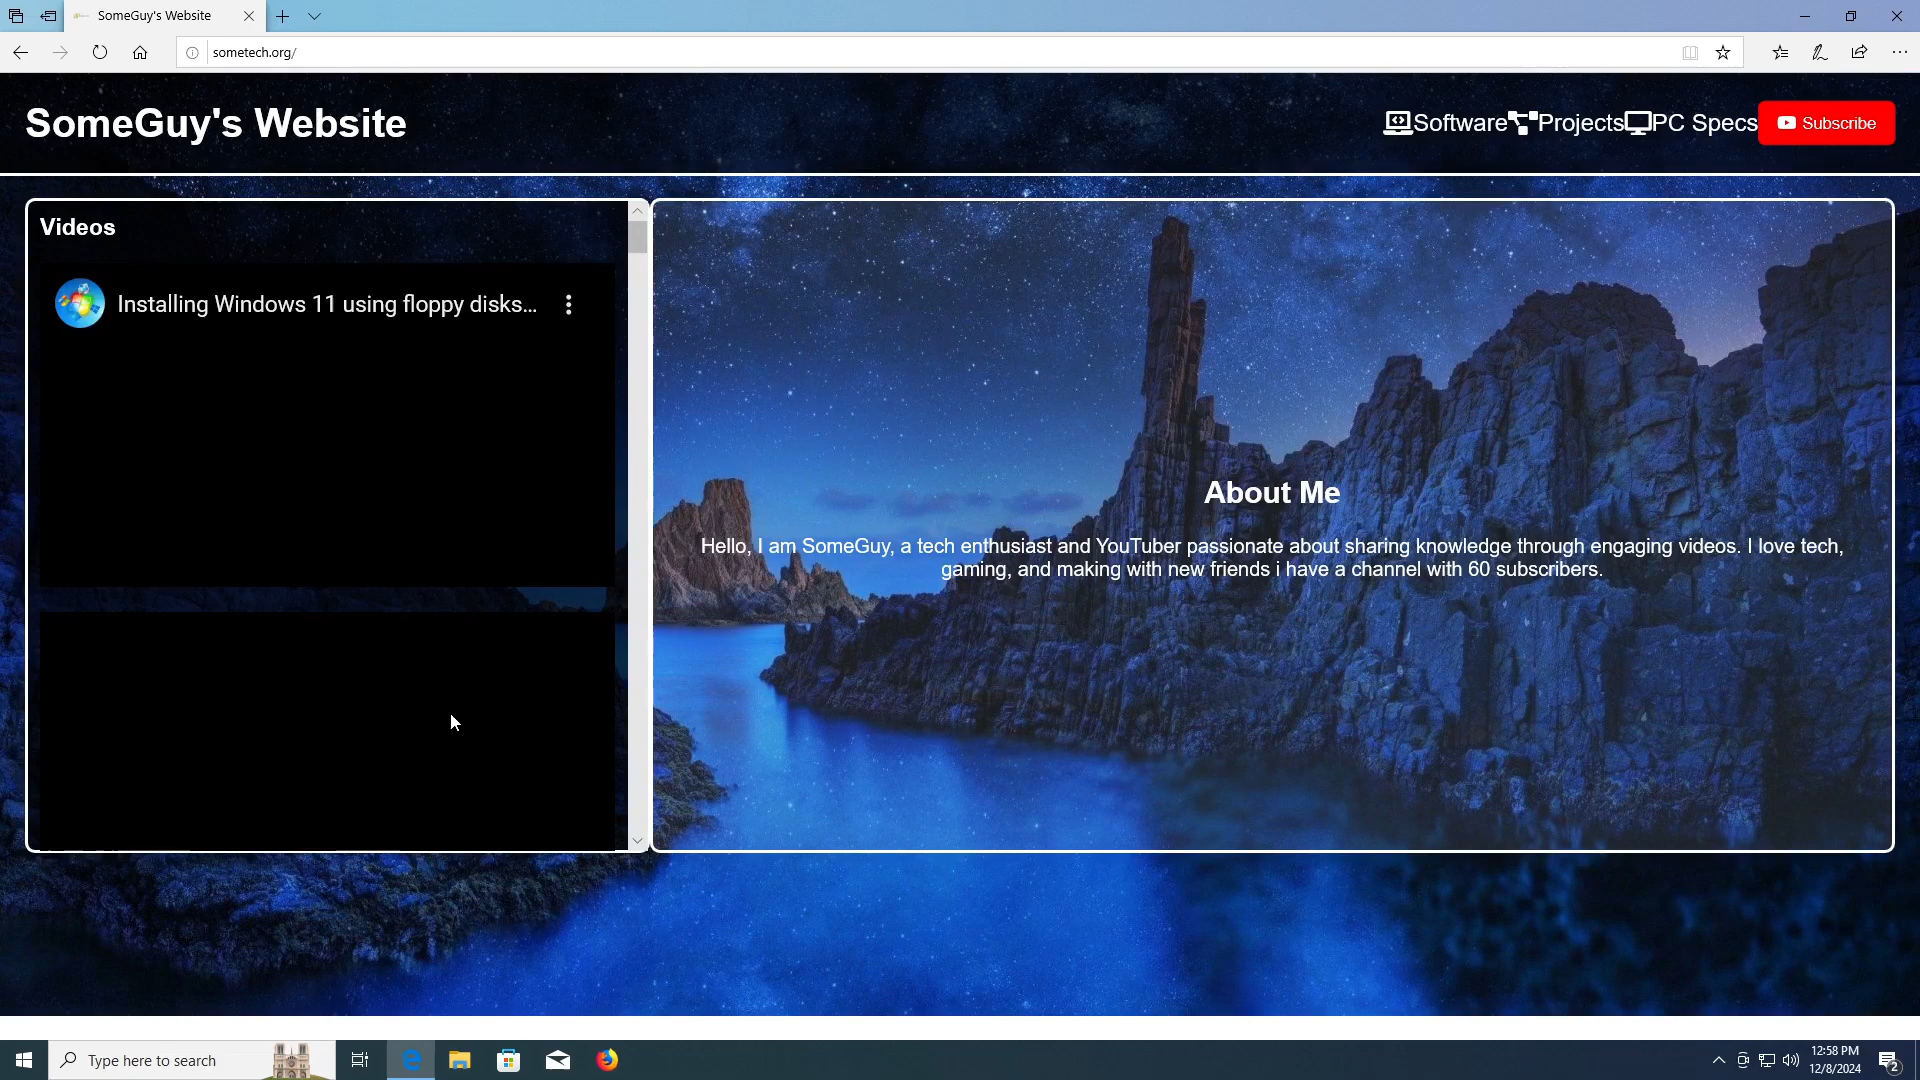 SomeGuy's Website
sometech.org/
SomeGuy's Website
Software
Projects
PC Specs
Subscribe
Videos
Installing Windows 11 using floppy disks...
About Me
Hello, I am SomeGuy, a tech enthusiast and YouTuber passionate about sharing knowledge through engaging videos. I love tech,
gaming, and making with new friends i have a channel with 60 subscribers.
Type here to search
12:58 PM
12/8/2024
2